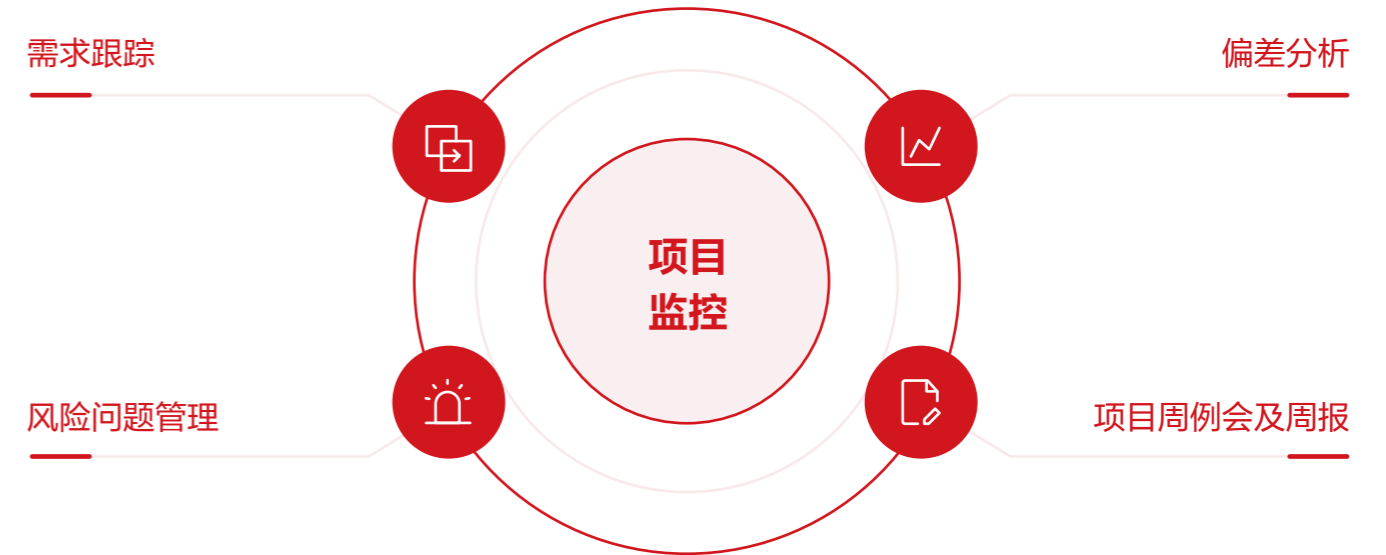 需求跟踪
偏差分析
项目
监控
风险问题管理
项目周例会及周报